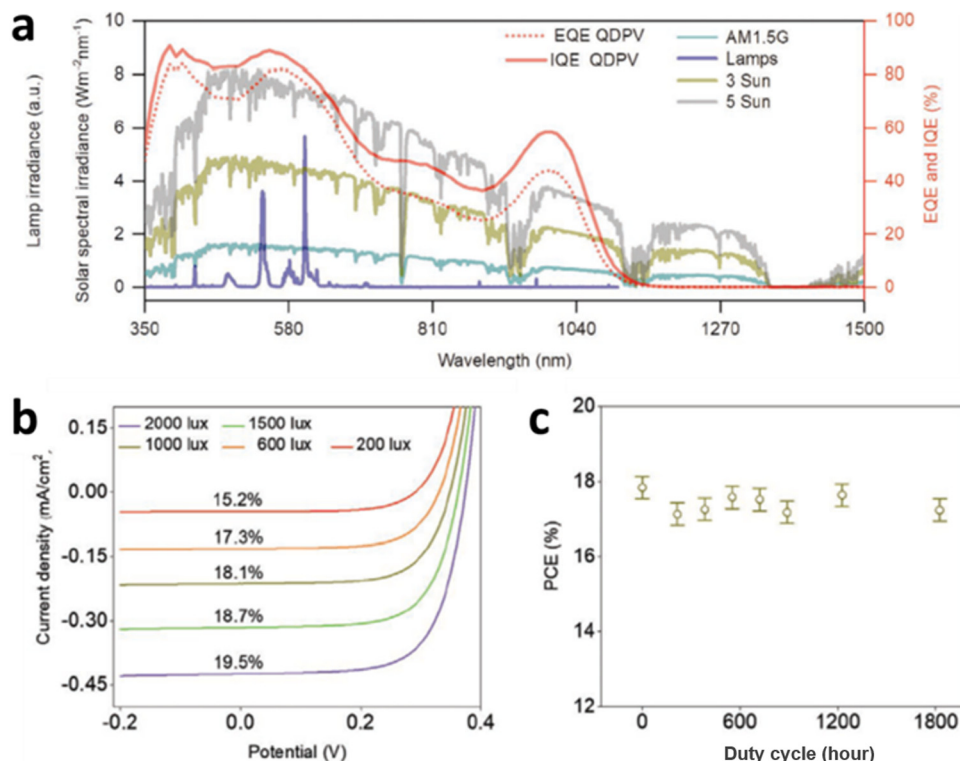 a
EQE QDPV
IQE QDPV
AM1.5G
Lamps
3 Sun
5 Sun
Lamp irradiance (a.u.)
Solar spectral irradiance (Wm⁻²nm⁻¹)
10
8
6
4
2
0
100
80
60
40
20
0
EQE and IQE (%)
350 580 810 1040 1270 1500
Wavelength (nm)
b
2000 lux 1500 lux
1000 lux 600 lux 200 lux
0.15
0.00
-0.15
-0.30
-0.45
Current density (mA/cm²,
15.2%
17.3%
18.1%
18.7%
19.5%
-0.2 0.0 0.2 0.4
Potential (V)
c
20
18
16
14
12
PCE (%)
0 600 1200 1800
Duty cycle (hour)